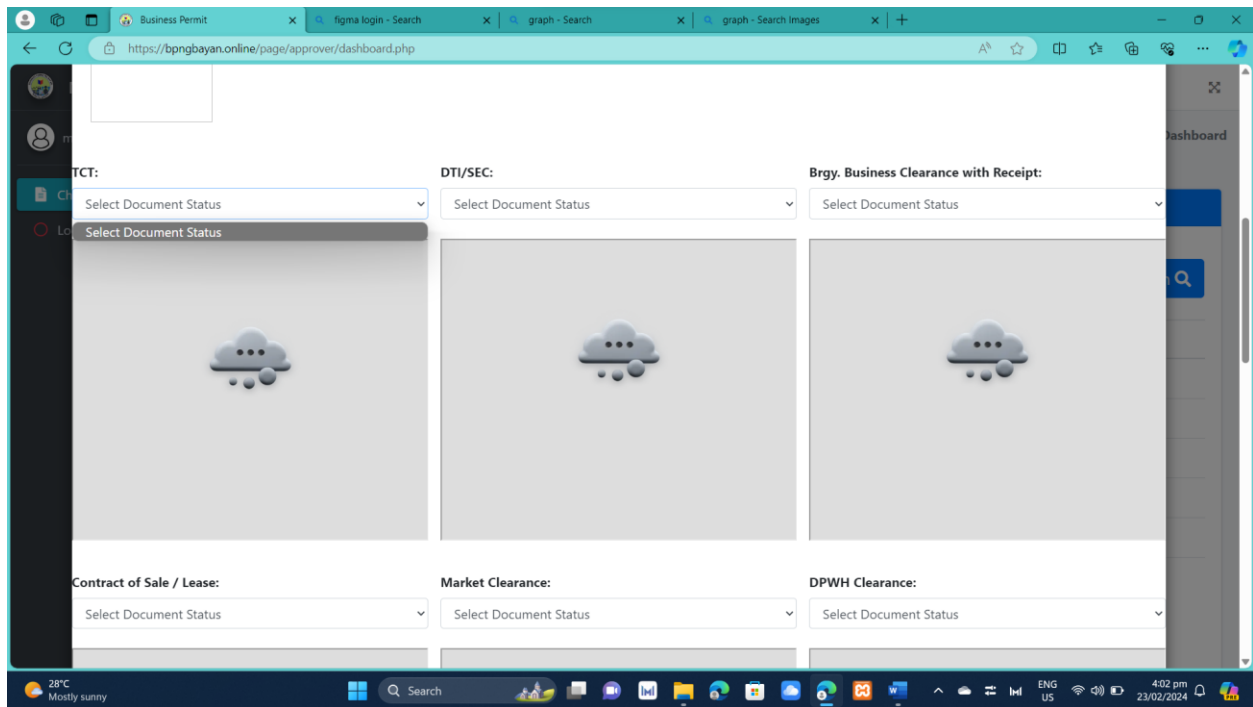 Business Permit
figma login - Search
graph - Search
graph - Search Images
https://bpngbayan.online/page/approver/dashboard.php
Dashboard
TCT:
DTI/SEC:
Brgy. Business Clearance with Receipt:
Ch
Select Document Status
Select Document Status
Select Document Status
Lo
Select Document Status
Contract of Sale / Lease:
Market Clearance:
DPWH Clearance:
Select Document Status
Select Document Status
Select Document Status
28°C
Mostly sunny
Search
ENG
US
4:02 pm
23/02/2024